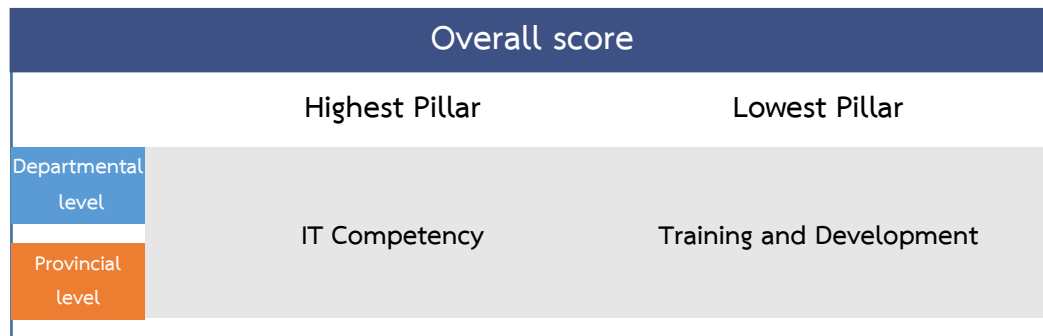 Overall score
Highest Pillar
Lowest Pillar
Departmental
level
IT Competency
Training and Development
Provincial
level